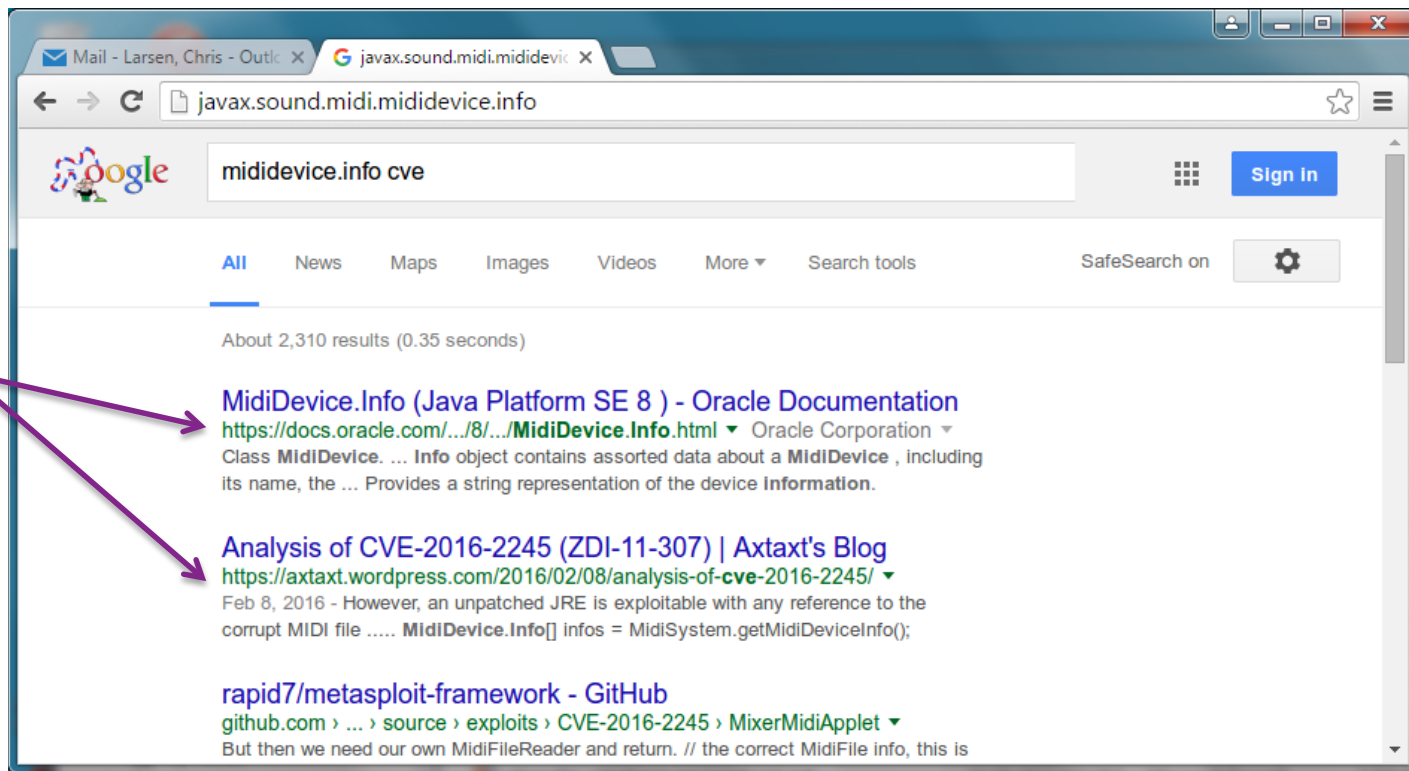 Mail - Larsen, Chris - Outlo
javax.sound.midi.mididevic
javax.sound.midi.mididevice.info
Google
mididevice.info cve
Sign in
All News Maps Images Videos More Search tools SafeSearch on
About 2,310 results (0.35 seconds)
MidiDevice.Info (Java Platform SE 8 ) - Oracle Documentation
https://docs.oracle.com/.../8/.../MidiDevice.Info.html Oracle Corporation
Class MidiDevice. ... Info object contains assorted data about a MidiDevice , including
its name, the ... Provides a string representation of the device information.
Analysis of CVE-2016-2245 (ZDI-11-307) | Axtaxt's Blog
https://axtaxt.wordpress.com/2016/02/08/analysis-of-cve-2016-2245/
Feb 8, 2016 - However, an unpatched JRE is exploitable with any reference to the
corrupt MIDI file ..... MidiDevice.Info[] infos = MidiSystem.getMidiDeviceInfo();
rapid7/metasploit-framework - GitHub
github.com › ... › source › exploits › CVE-2016-2245 › MixerMidiApplet
But then we need our own MidiFileReader and return. // the correct MidiFile info, this is